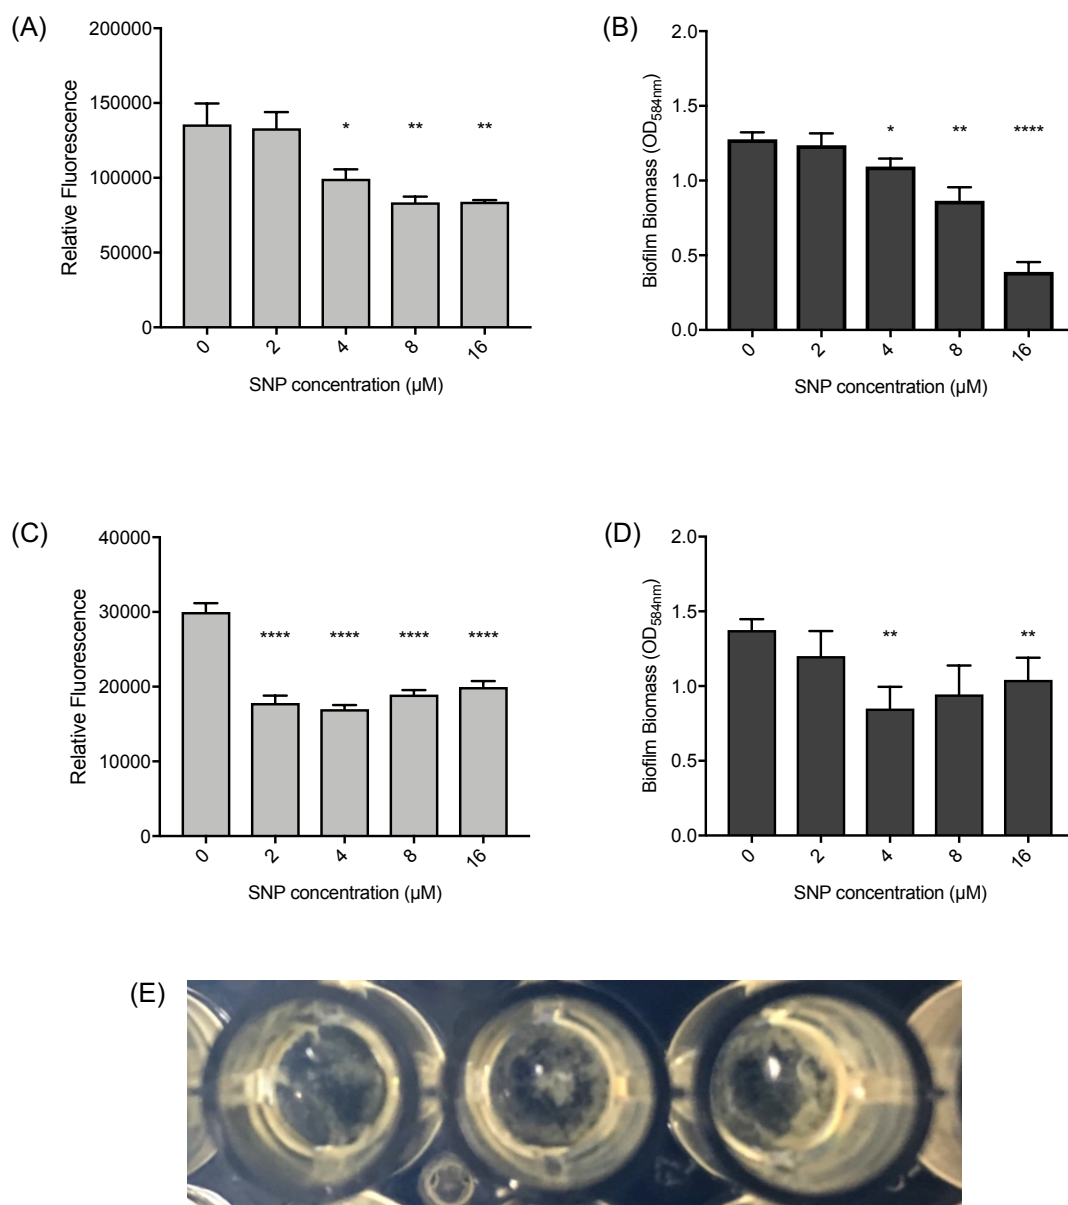 (A)
200000
150000
100000
50000
0
Relative Fluorescence
* ** **
0 2 4 8 16
SNP concentration (µM)
(B)
2.0
1.5
1.0
0.5
0.0
Biofilm Biomass (OD584nm)
* ** ****
0 2 4 8 16
SNP concentration (µM)
(C)
40000
30000
20000
10000
0
Relative Fluorescence
**** **** **** ****
0 2 4 8 16
SNP concentration (µM)
(D)
2.0
1.5
1.0
0.5
0.0
Biofilm Biomass (OD584nm)
** **
0 2 4 8 16
SNP concentration (µM)
(E)